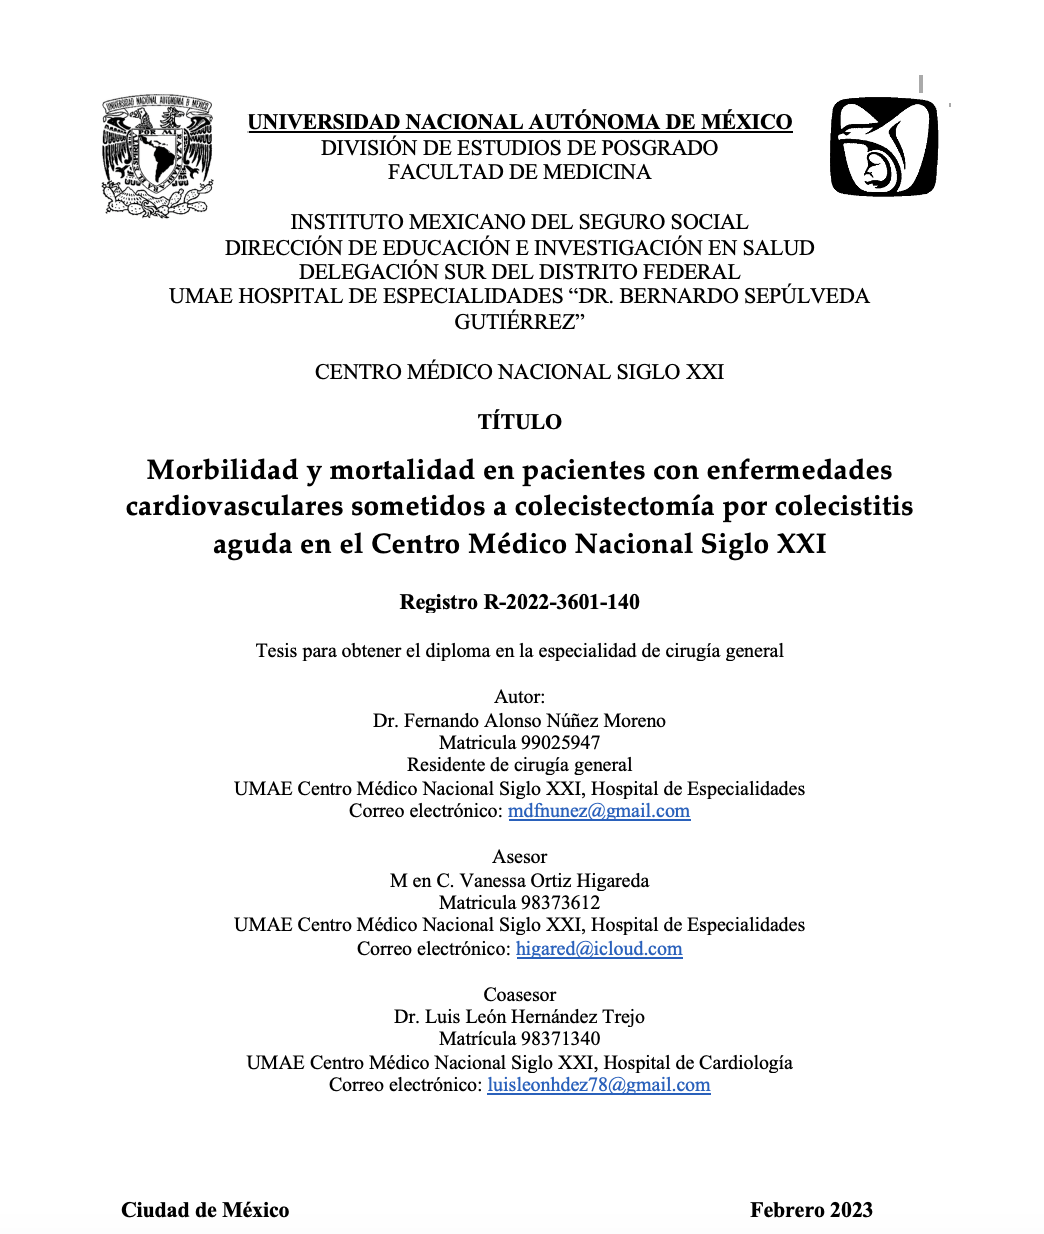 UNIVERSIDAD NACIONAL AUTÓNOMA DE MÉXICO
DIVISIÓN DE ESTUDIOS DE POSGRADO
FACULTAD DE MEDICINA
INSTITUTO MEXICANO DEL SEGURO SOCIAL
DIRECCIÓN DE EDUCACIÓN E INVESTIGACIÓN EN SALUD
DELEGACIÓN SUR DEL DISTRITO FEDERAL
UMAE HOSPITAL DE ESPECIALIDADES “DR. BERNARDO SEPÚLVEDA
GUTIÉRREZ”
CENTRO MÉDICO NACIONAL SIGLO XXI
TÍTULO
Morbilidad y mortalidad en pacientes con enfermedades
cardiovasculares sometidos a colecistectomía por colecistitis
aguda en el Centro Médico Nacional Siglo XXI
Registro R-2022-3601-140
Tesis para obtener el diploma en la especialidad de cirugía general
Autor:
Dr. Fernando Alonso Núñez Moreno
Matricula 99025947
Residente de cirugía general
UMAE Centro Médico Nacional Siglo XXI, Hospital de Especialidades
Correo electrónico: mdfnunez@gmail.com
Asesor
M en C. Vanessa Ortiz Higareda
Matricula 98373612
UMAE Centro Médico Nacional Siglo XXI, Hospital de Especialidades
Correo electrónico: higared@icloud.com
Coasesor
Dr. Luis León Hernández Trejo
Matrícula 98371340
UMAE Centro Médico Nacional Siglo XXI, Hospital de Cardiología
Correo electrónico: luisleonhdez78@gmail.com
Ciudad de México Febrero 2023